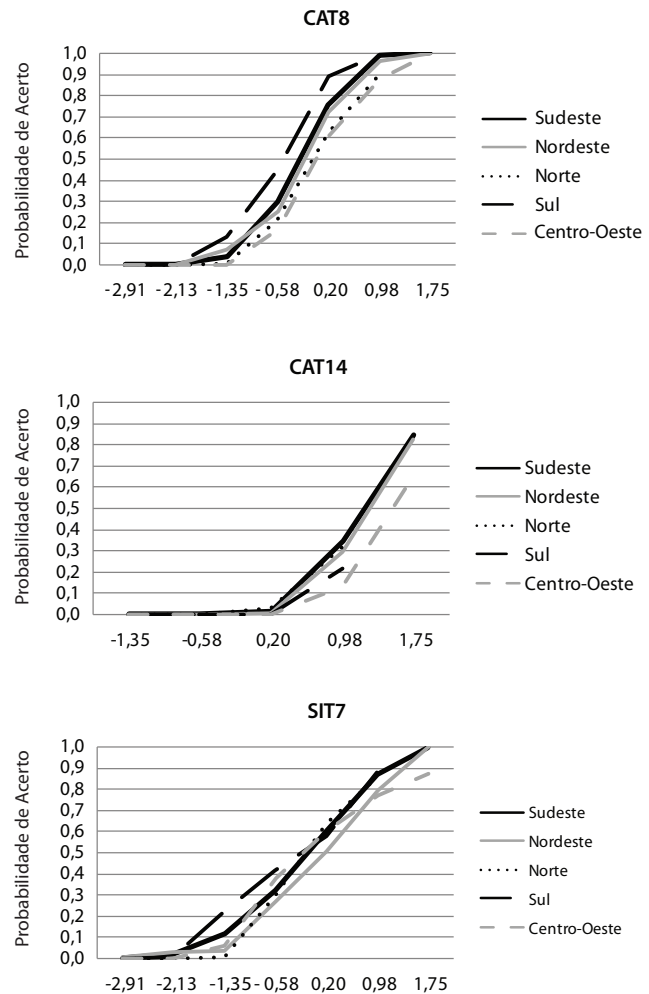 CAT8
Probabilidade de Acerto
1,0
0,9
0,8
0,7
0,6
0,5
0,4
0,3
0,2
0,1
0,0
-2,91 -2,13 -1,35 -0,58 0,20 0,98 1,75
Sudeste
Nordeste
Norte
Sul
Centro-Oeste
CAT14
Probabilidade de Acerto
1,0
0,9
0,8
0,7
0,6
0,5
0,4
0,3
0,2
0,1
0,0
-1,35 -0,58 0,20 0,98 1,75
Sudeste
Nordeste
Norte
Sul
Centro-Oeste
SIT7
Probabilidade de Acerto
1,0
0,9
0,8
0,7
0,6
0,5
0,4
0,3
0,2
0,1
0,0
-2,91 -2,13 -1,35 -0,58 0,20 0,98 1,75
Sudeste
Nordeste
Norte
Sul
Centro-Oeste